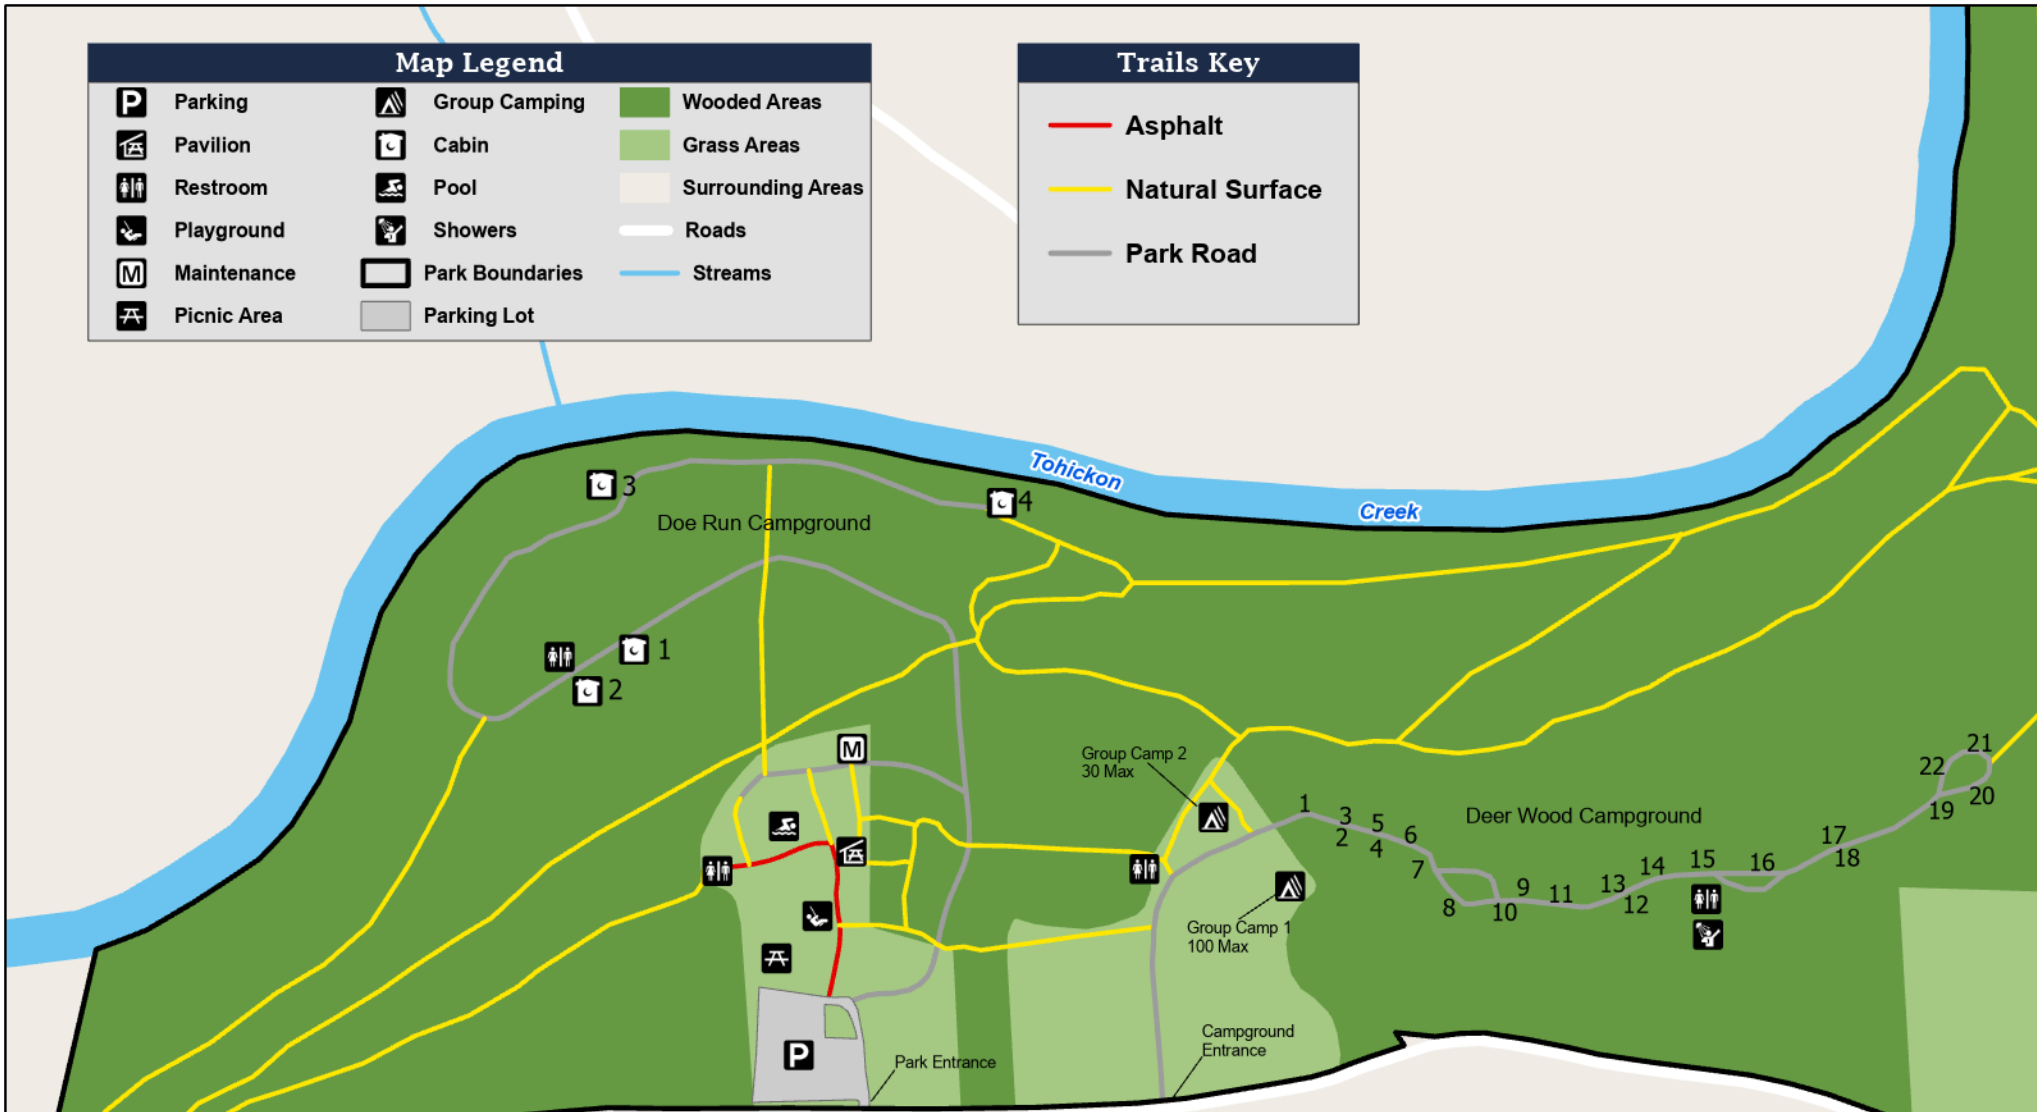 Map Legend
P Parking
Pavilion
Restroom
Playground
M Maintenance
Picnic Area
Group Camping
Cabin
Pool
Showers
Park Boundaries
Parking Lot
Wooded Areas
Grass Areas
Surrounding Areas
Roads
Streams
Trails Key
Asphalt
Natural Surface
Park Road
Tohickon
Creek
3
4
Doe Run Campground
1
2
M
Group Camp 2
30 Max
Group Camp 1
100 Max
Deer Wood Campground
1
3
2
5
4
6
7
8
9
10
11
13
12
14
15
16
17
18
19
20
21
22
P
Park Entrance
Campground
Entrance